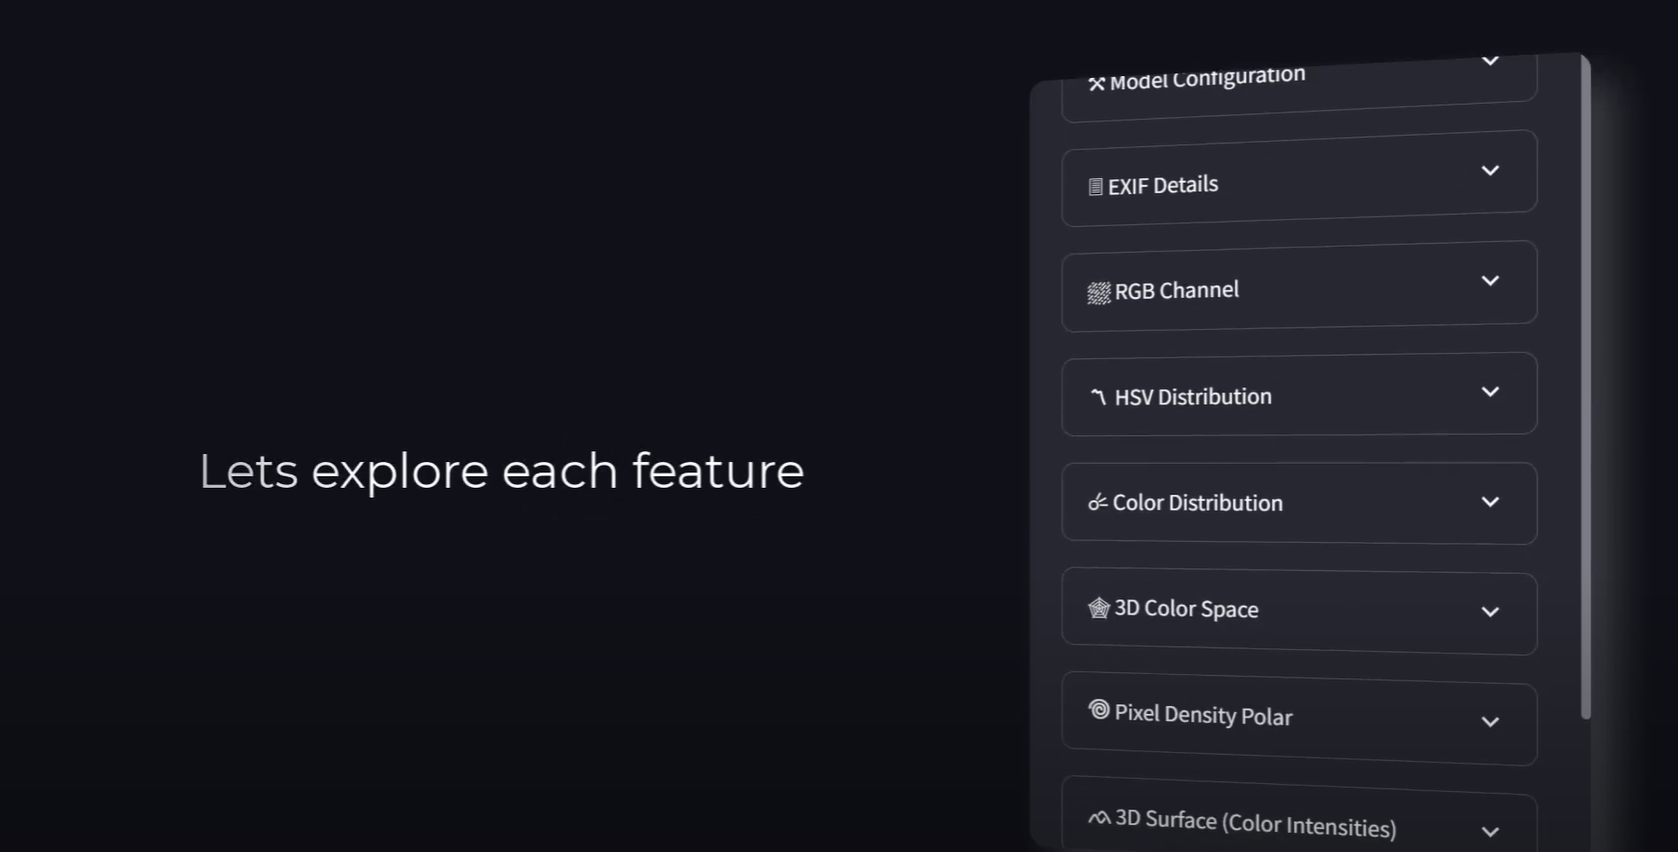 Lets explore each feature
Model Configuration
EXIF Details
RGB Channel
HSV Distribution
Color Distribution
3D Color Space
Pixel Density Polar
3D Surface (Color Intensities)